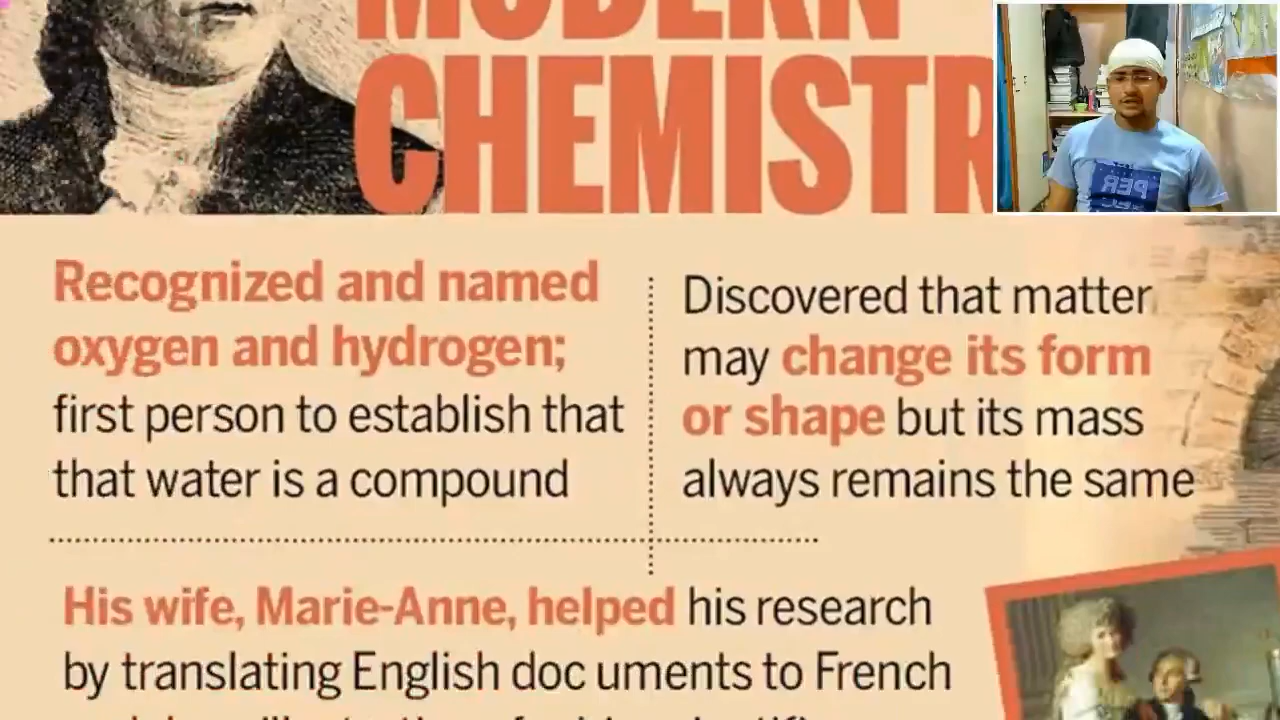 MODERN
CHEMISTR
Recognized and named
oxygen and hydrogen;
first person to establish that
that water is a compound
Discovered that matter
may change its form
or shape but its mass
always remains the same
His wife, Marie-Anne, helped his research
by translating English doc uments to French